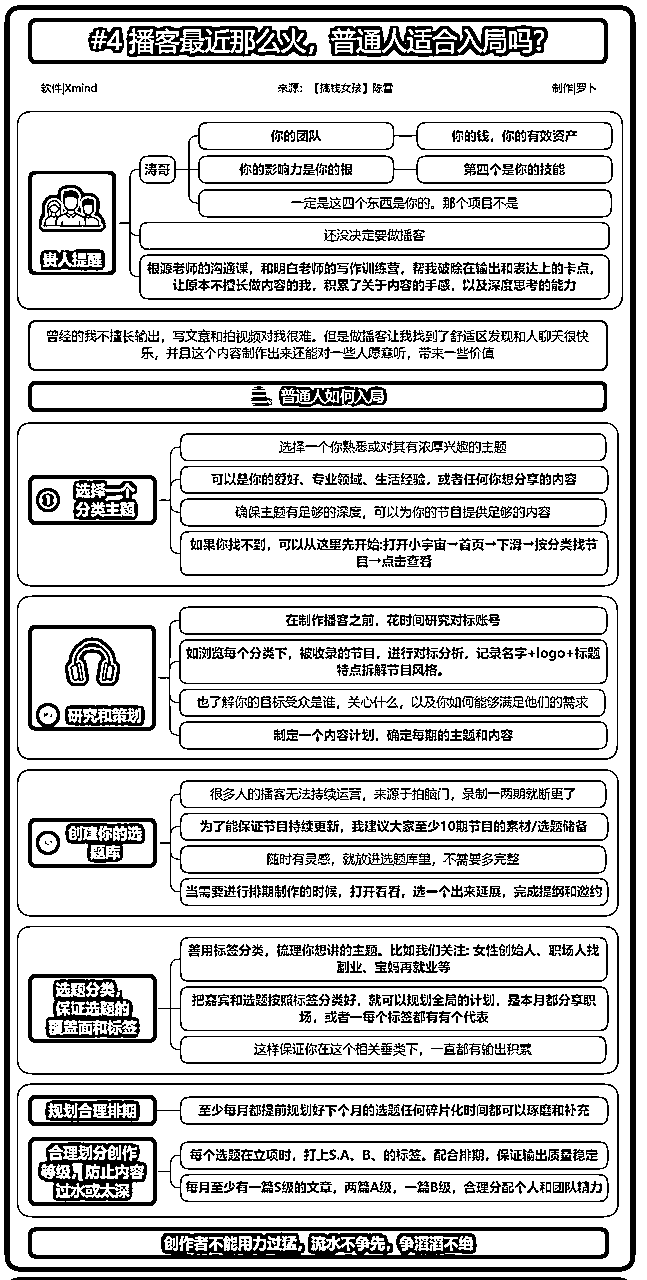 #4 播客最近那么火，普通人适合入局吗？
软件|Xmind
来源：【搞钱女孩】陈雷
制作|罗卜
贵人提醒
涛哥
你的团队
你的钱，你的有效资产
你的影响力是你的根
第四个是你的技能
一定是这四个东西是你的。那个项目不是
还没决定要做播客
根源老师的沟通课，和明白老师的写作训练营，帮我破除在输出和表达上的卡点，
让原本不擅长做内容的我，积累了关于内容的手感，以及深度思考的能力
曾经的我不擅长输出，写文章和拍视频对我很难。但是做播客让我找到了舒适区发现和人聊天很快
乐，并且这个内容制作出来还能对一些人愿意听，带来一些价值
普通人如何入局
① 选择一个
分类主题
选择一个你熟悉或对其有浓厚兴趣的主题
可以是你的爱好、专业领域、生活经验，或者任何你想分享的内容
确保主题有足够的深度，可以为你的节目提供足够的内容
如果你找不到，可以从这里先开始:打开小宇宙→首页→下滑→按分类找节
目→点击查看
研究和策划
在制作播客之前，花时间研究对标账号
如浏览每个分类下，被收录的节目，进行对标分析，记录名字+logo+标题
特点拆解节目风格。
也了解你的目标受众是谁，关心什么，以及你如何能够满足他们的需求
制定一个内容计划，确定每期的主题和内容
创建你的选
题库
很多人的播客无法持续运营，来源于拍脑门，录制一两期就断更了
为了能保证节目持续更新，我建议大家至少10期节目的素材/选题储备
随时有灵感，就放进选题库里，不需要多完整
当需要进行排期制作的时候，打开看看，选一个出来延展，完成提纲和邀约
选题分类，
保证选题的
覆盖面和标签
善用标签分类，梳理你想讲的主题。比如我们关注: 女性创始人、职场人找
副业、宝妈再就业等
把嘉宾和选题按照标签分类好，就可以规划全局的计划，是本月都分享职
场，或者一每个标签都有有个代表
这样保证你在这个相关垂类下，一直都有输出积累
规划合理排期
至少每月都提前规划好下个月的选题任何碎片化时间都可以琢磨和补充
合理划分创作
等级，防止内容
过水或太深
每个选题在立项时，打上S.A、B、的标签。配合排期，保证输出质量稳定
每月至少有一篇S级的文章，两篇A级，一篇B级，合理分配个人和团队精力
创作者不能用力过猛，流水不争先，争滔滔不绝